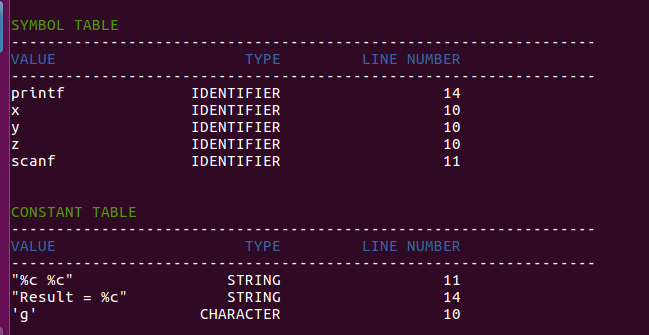 SYMBOL TABLE
-----------------------------------------------------------------
VALUE TYPE LINE NUMBER
-----------------------------------------------------------------
printf IDENTIFIER 14
x IDENTIFIER 10
y IDENTIFIER 10
z IDENTIFIER 10
scanf IDENTIFIER 11
CONSTANT TABLE
-----------------------------------------------------------------
VALUE TYPE LINE NUMBER
-----------------------------------------------------------------
"%c %c" STRING 11
"Result = %c" STRING 14
'g' CHARACTER 10